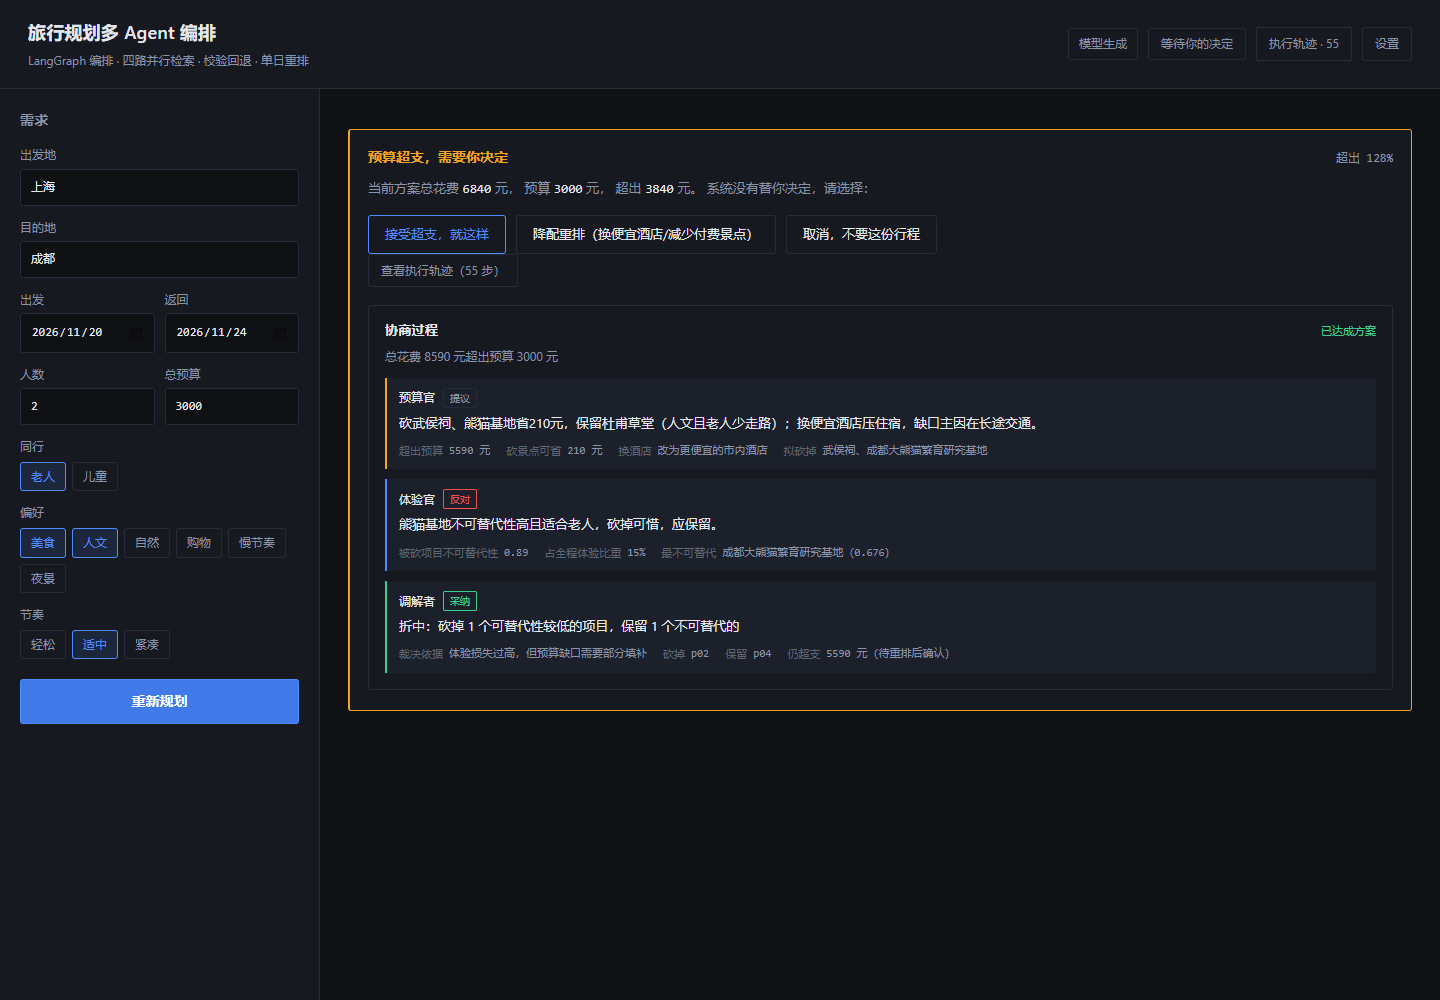 旅行规划多 Agent 编排
LangGraph 编排 · 四路并行检索 · 校验回退 · 单日重排
模型生成
等待你的决定
执行轨迹 · 55
设置
需求
出发地
上海
目的地
成都
出发
返回
2026/11/20
2026/11/24
人数
总预算
2
3000
同行
老人
儿童
偏好
美食
人文
自然
购物
慢节奏
夜景
节奏
轻松
适中
紧凑
重新规划
预算超支，需要你决定
超出 128%
当前方案总花费 6840 元， 预算 3000 元， 超出 3840 元。 系统没有替你决定，请选择：
接受超支，就这样
降配重排（换便宜酒店/减少付费景点）
取消，不要这份行程
查看执行轨迹（55 步）
协商过程
已达成方案
总花费 8590 元超出预算 3000 元
预算官 提议
砍武侯祠、熊猫基地省210元，保留杜甫草堂（人文且老人少走路）；换便宜酒店压住宿，缺口主因在长途交通。
超出预算 5590 元 砍景点可省 210 元 换酒店 改为更便宜的市内酒店 拟砍掉 武侯祠、成都大熊猫繁育研究基地
体验官 反对
熊猫基地不可替代性高且适合老人，砍掉可惜，应保留。
被砍项目不可替代性 0.89 占全程体验比重 15% 最不可替代 成都大熊猫繁育研究基地（0.676）
调解者 采纳
折中：砍掉 1 个可替代性较低的项目，保留 1 个不可替代的
裁决依据 体验损失过高，但预算缺口需要部分填补 砍掉 p02 保留 p04 仍超支 5590 元（待重排后确认）